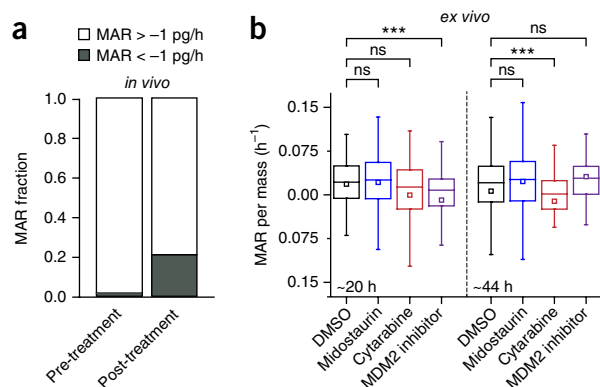 a
MAR > –1 pg/h
MAR < –1 pg/h
in vivo
MAR fraction
1.0
0.8
0.6
0.4
0.2
0.0
Pre-treatment
Post-treatment
b
ex vivo
***
ns
ns
ns
***
ns
MAR per mass (h⁻¹)
0.15
0.075
0.00
0.075
0.15
~20 h
~44 h
DMSO
Midostaurin
Cytarabine
MDM2 inhibitor
DMSO
Midostaurin
Cytarabine
MDM2 inhibitor